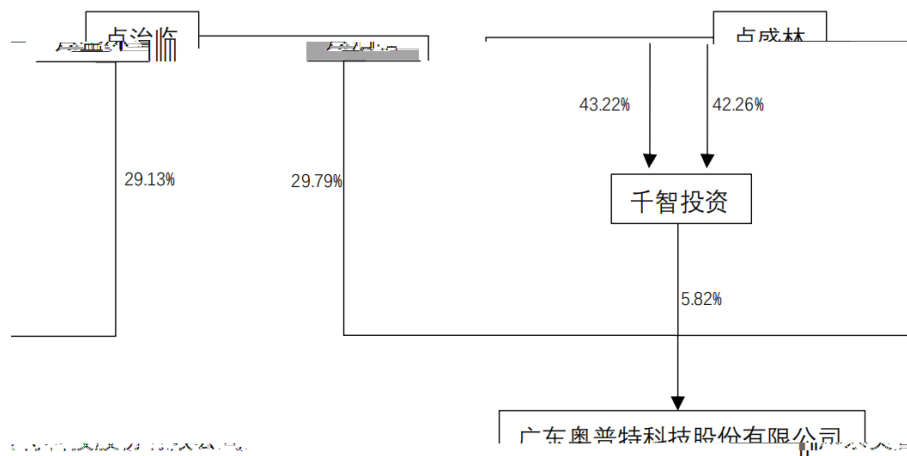 卢治临
卢盛林
43.22%
42.26%
29.13%
29.79%
千智投资
5.82%
广东奥普特科技股份有限公司